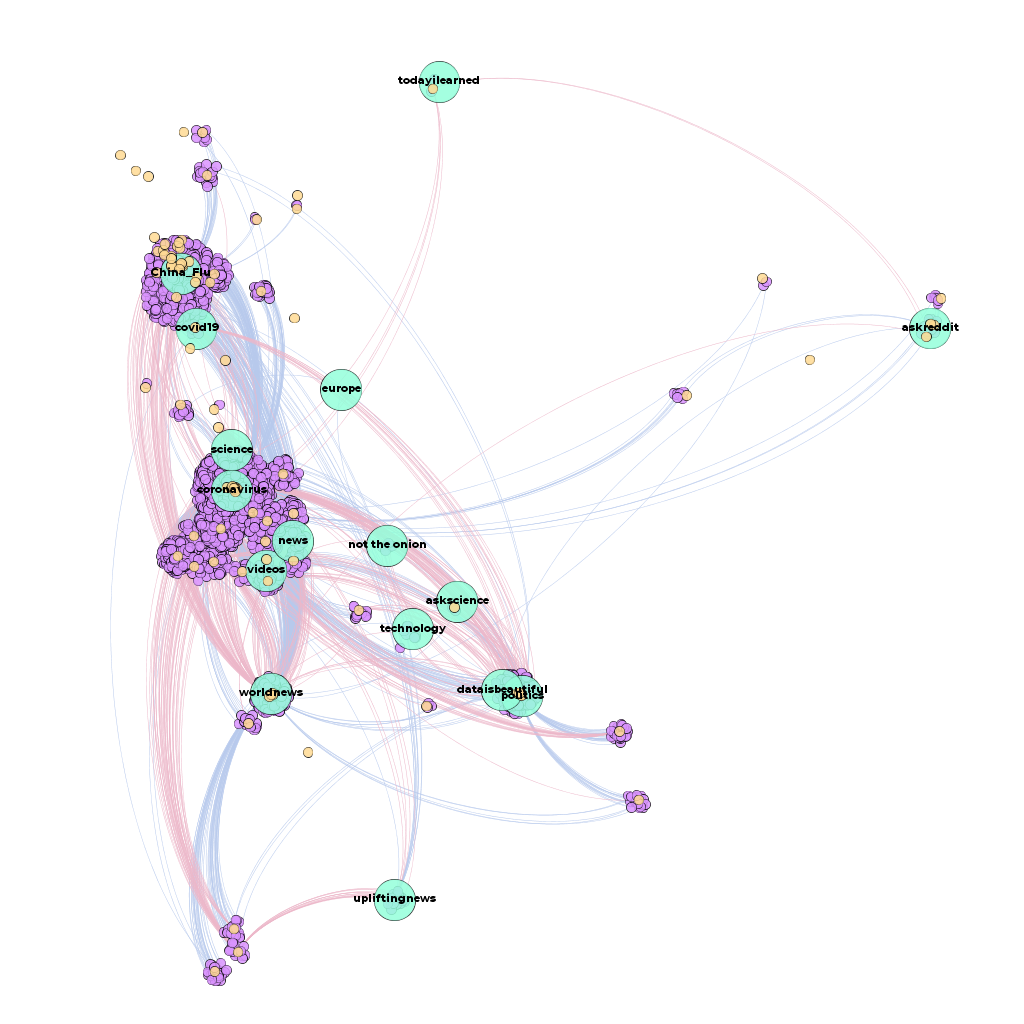 todayilearned
China_Flu
covid19
askreddit
europe
science
coronavirus
news
not the onion
videos
askscience
technology
worldnews
dataisbeautiful
politics
upliftingnews